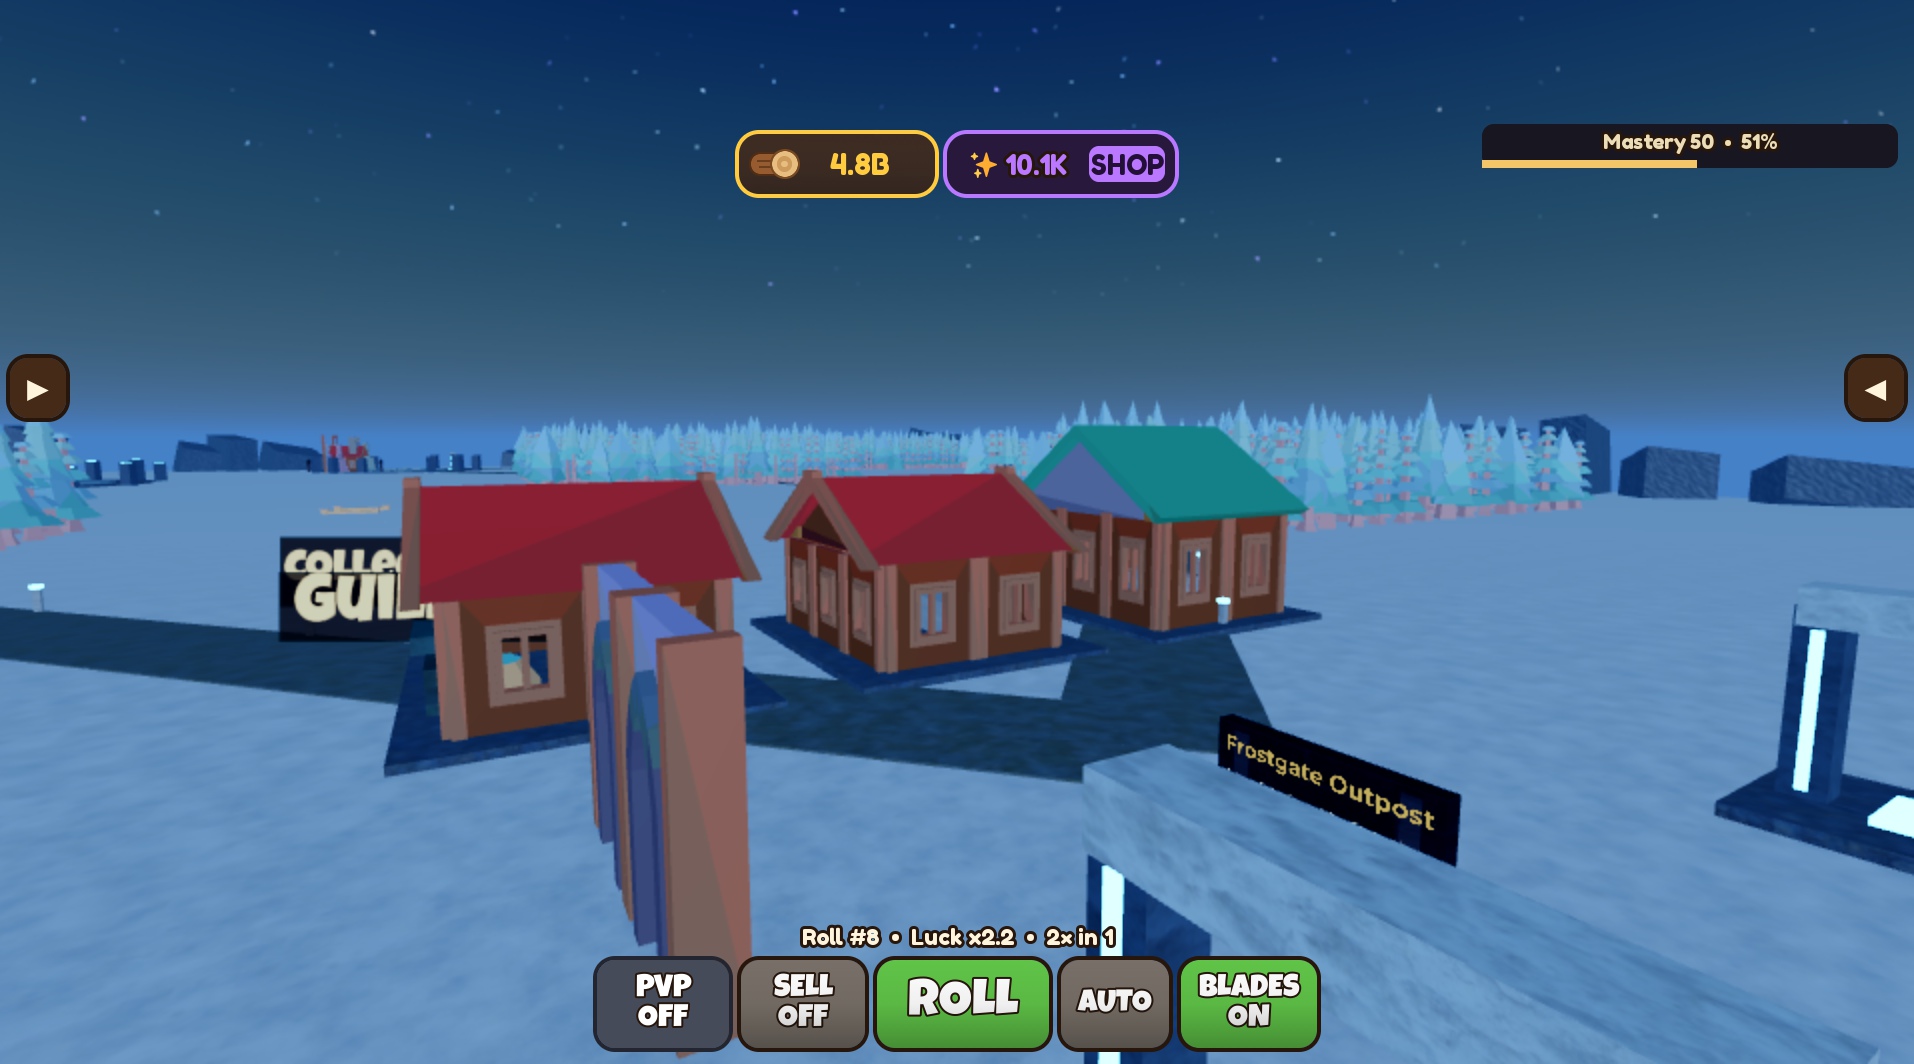 4.8B
10.1K SHOP
Mastery 50 • 51%
Frostgate Outpost
Roll #8 • Luck x2.2 • 2x in 1
PVP
OFF
SELL
OFF
ROLL
AUTO
BLADES
ON